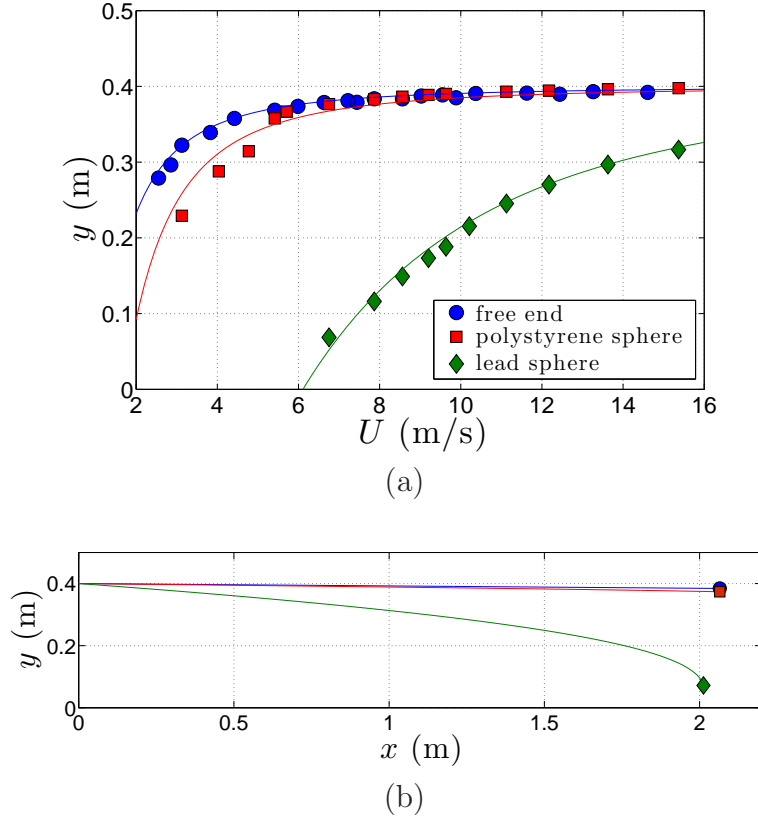 0.5
0.4
0.3
0.2
0.1
0
y (m)
free end
polystyrene sphere
lead sphere
2 4 6 8 10 12 14 16
U (m/s)
(a)
0.4
0.2
0
y (m)
0 0.5 1 1.5 2
x (m)
(b)